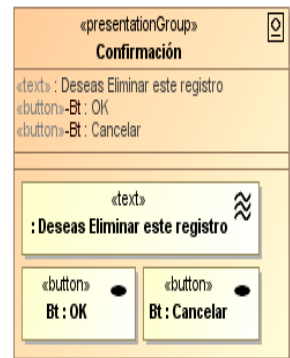 «presentationGroup»
Confirmación
«text» : Deseas Eliminar este registro
«button»-Bt : OK
«button»-Bt : Cancelar
«text»
: Deseas Eliminar este registro
«button»
Bt : OK
«button»
Bt : Cancelar